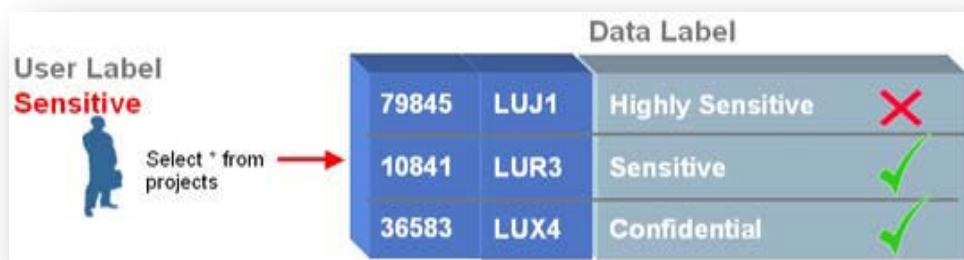 Data Label
User Label
Sensitive
Select * from
projects
79845 LUJ1 Highly Sensitive
10841 LUR3 Sensitive
36583 LUX4 Confidential